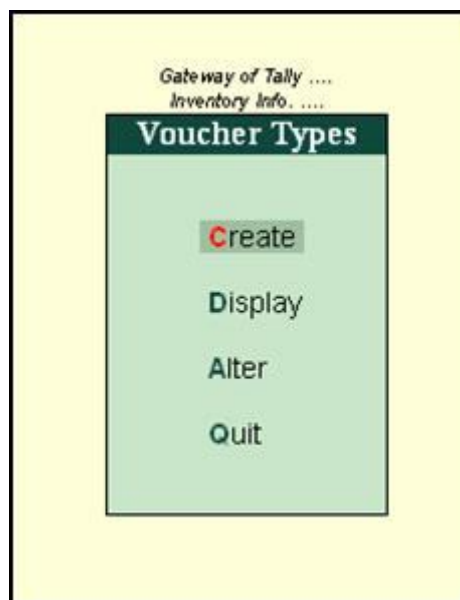 Gateway of Tally ....
Inventory Info. ....
Voucher Types
Create
Display
Alter
Quit